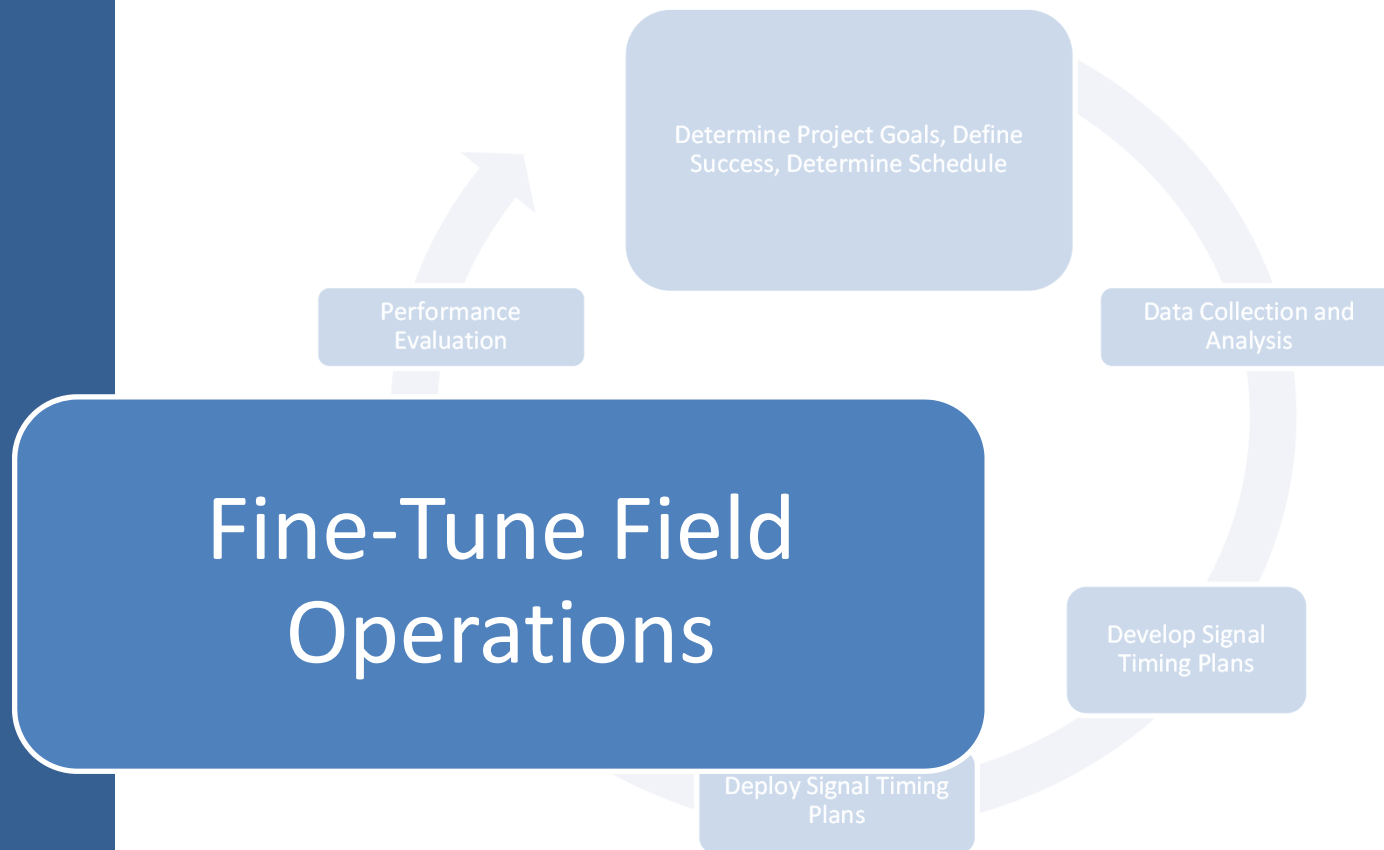 Determine Project Goals, Define
Success, Determine Schedule
Performance
Evaluation
Data Collection and
Analysis
Fine-Tune Field
Operations
Develop Signal
Timing Plans
Deploy Signal Timing
Plans